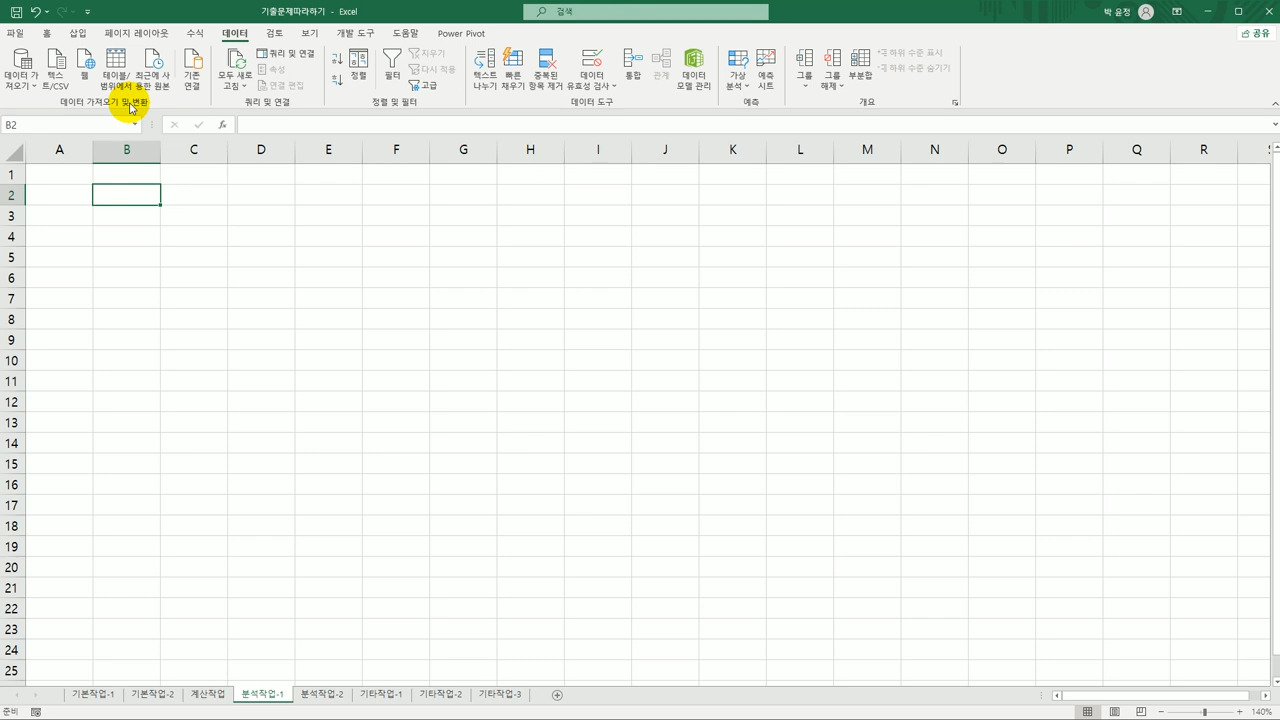 기출문제따라하기 - Excel
검색
박 윤정
파일 홈 삽입 페이지 레이아웃 수식 데이터 검토 보기 개발 도구 도움말 Power Pivot
공유
데이터 가져오기
텍스트/CSV
웹
테이블/범위에서
최근에 사용한 원본
기존 연결
데이터 가져오기 및 변환
모두 새로 고침
쿼리 및 연결
속성
연결 편집
쿼리 및 연결
정렬
필터
지우기
다시 적용
고급
정렬 및 필터
텍스트 나누기
빠른 채우기
중복된 항목 제거
데이터 유효성 검사
통합
관계
데이터 모델 관리
데이터 도구
가상 분석
예측 시트
예측
그룹
그룹 해제
부분합
하위 수준 표시
하위 수준 숨기기
개요
B2
fx
A B C D E F G H I J K L M N O P Q R
1
2
3
4
5
6
7
8
9
10
11
12
13
14
15
16
17
18
19
20
21
22
23
24
25
기본작업-1 기본작업-2 계산작업 분석작업-1 분석작업-2 기타작업-1 기타작업-2 기타작업-3
준비
140%